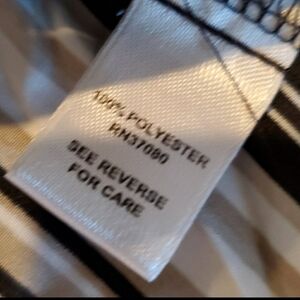 100% POLYESTER
RN37080
SEE REVERSE
FOR CARE